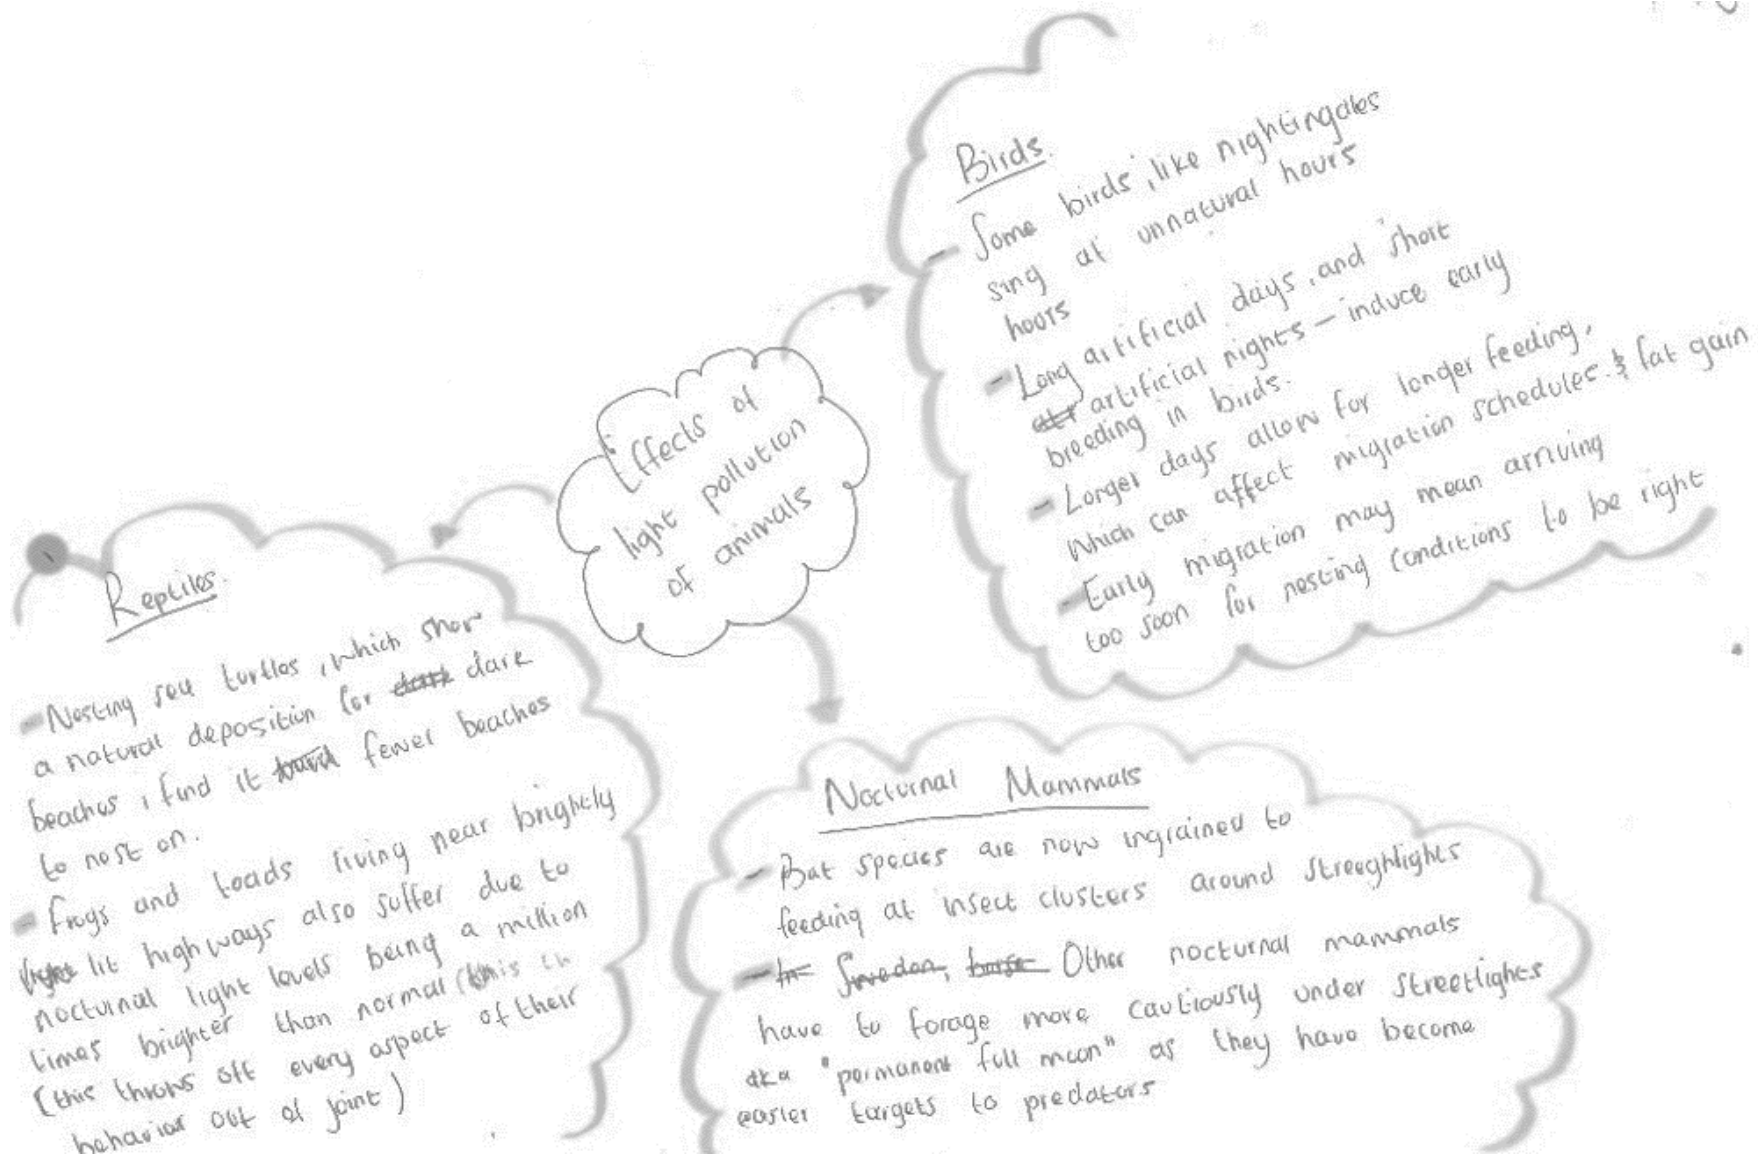 Effects of
light pollution
of animals
Birds.
- Some birds, like nightingales
sing at unnatural hours
hours
- Long artificial days, and short
artificial nights - induce early
breeding in birds.
- Longer days allow for longer feeding,
which can affect migration schedules. & fat gain
- Early migration may mean arriving
too soon for nesting conditions to be right
Reptiles.
- Nesting sea turtles, which show
a natural deposition for dark dark
beaches, find it hard fewer beaches
to nest on.
- Frogs and toads living near brightly
light lit highways also suffer due to
nocturnal light levels being a million
times brighter than normal (this th
(this throws off every aspect of their
behavior out of joint)
Nocturnal Mammals
- Bat species are now ingrained to
feeding at insect clusters around streeghtlights
- In Sweden, Other nocturnal mammals
have to forage more cautiously under streetlights
aka "permanent full moon" as they have become
easier targets to predators